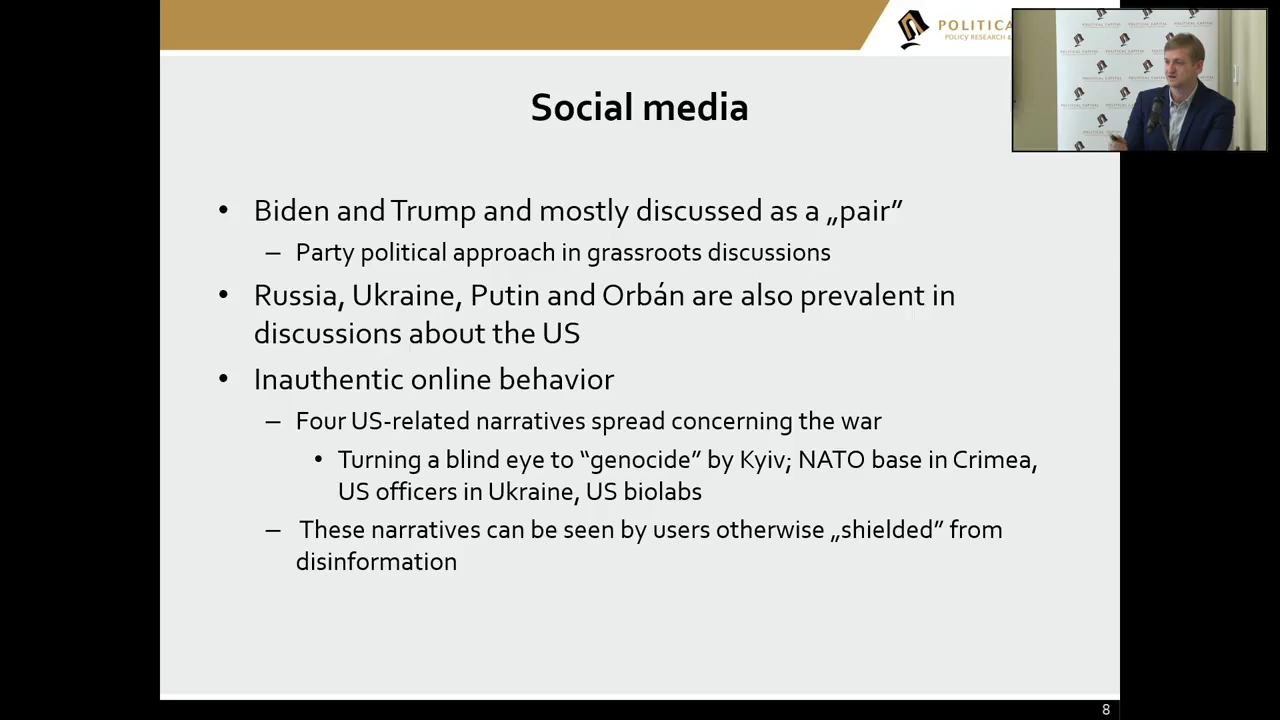 POLITICA
POLICY RESEARCH &
Social media
• Biden and Trump and mostly discussed as a „pair”
– Party political approach in grassroots discussions
• Russia, Ukraine, Putin and Orbán are also prevalent in
discussions about the US
• Inauthentic online behavior
– Four US-related narratives spread concerning the war
• Turning a blind eye to “genocide” by Kyiv; NATO base in Crimea,
US officers in Ukraine, US biolabs
– These narratives can be seen by users otherwise „shielded” from
disinformation
8